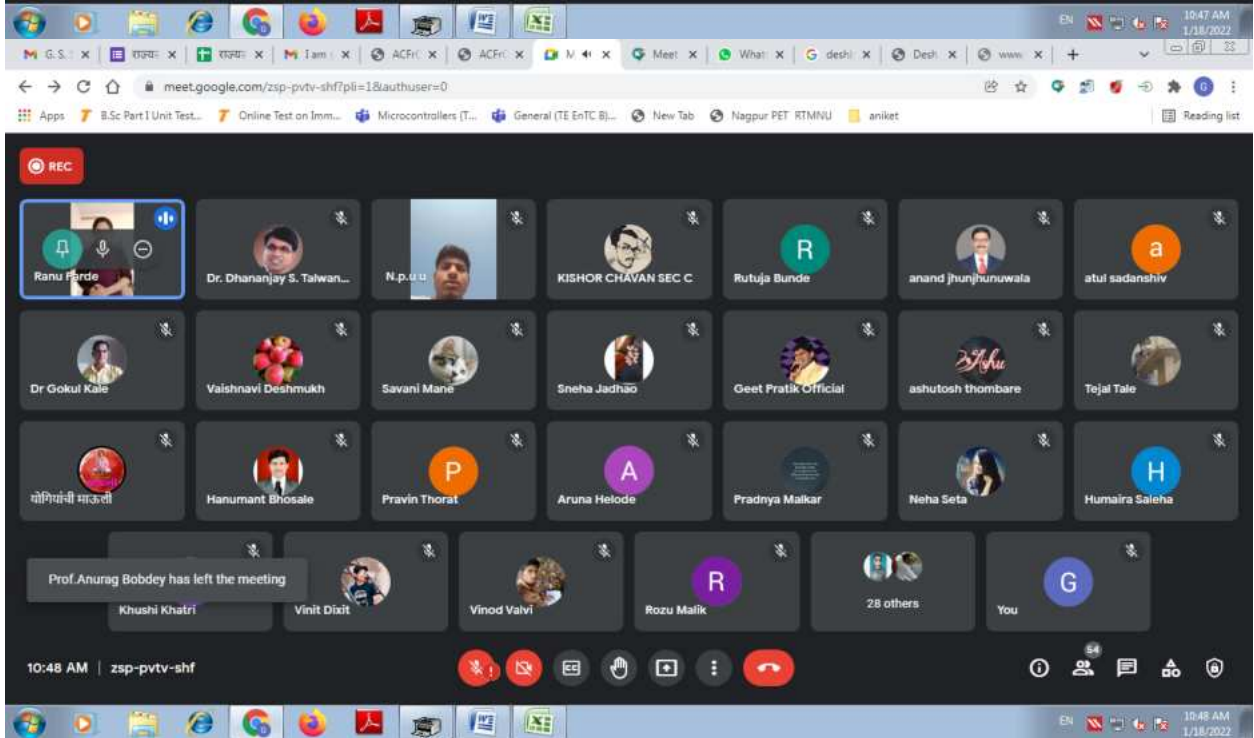 EN
10:47 AM
1/18/2022
G. S.
राज्य
राज्य
I am
ACFrC
ACFrC
M
Meet
What
deshi
Desh
www
meet.google.com/zsp-pvtv-shf?pli=1&authuser=0
Apps B.Sc Part I Unit Test... Online Test on Imm... Microcontrollers (T... General (TE EnTC B)... New Tab Nagpur PET RTMNU aniket Reading list
REC
Ranu Parde Dr. Dhananjay S. Talwan... N.p.u u KISHOR CHAVAN SEC C R Rutuja Bunde anand jhunjhunuwala a atul sadanshiv
Dr Gokul Kale Vaishnavi Deshmukh Savani Mane Sneha Jadhao Geet Pratik Official Ashu ashutosh thombare Tejal Tale
योगियांची माऊली Hanumant Bhosale P Pravin Thorat A Aruna Helode Pradnya Malkar Neha Seta H Humaira Saleha
Prof.Anurag Bobdey has left the meeting
Khushi Khatri Vinit Dixit Vinod Valvi R Rozu Malik 28 others G You
10:48 AM | zsp-pvtv-shf
CC
54
EN
10:48 AM
1/18/2022